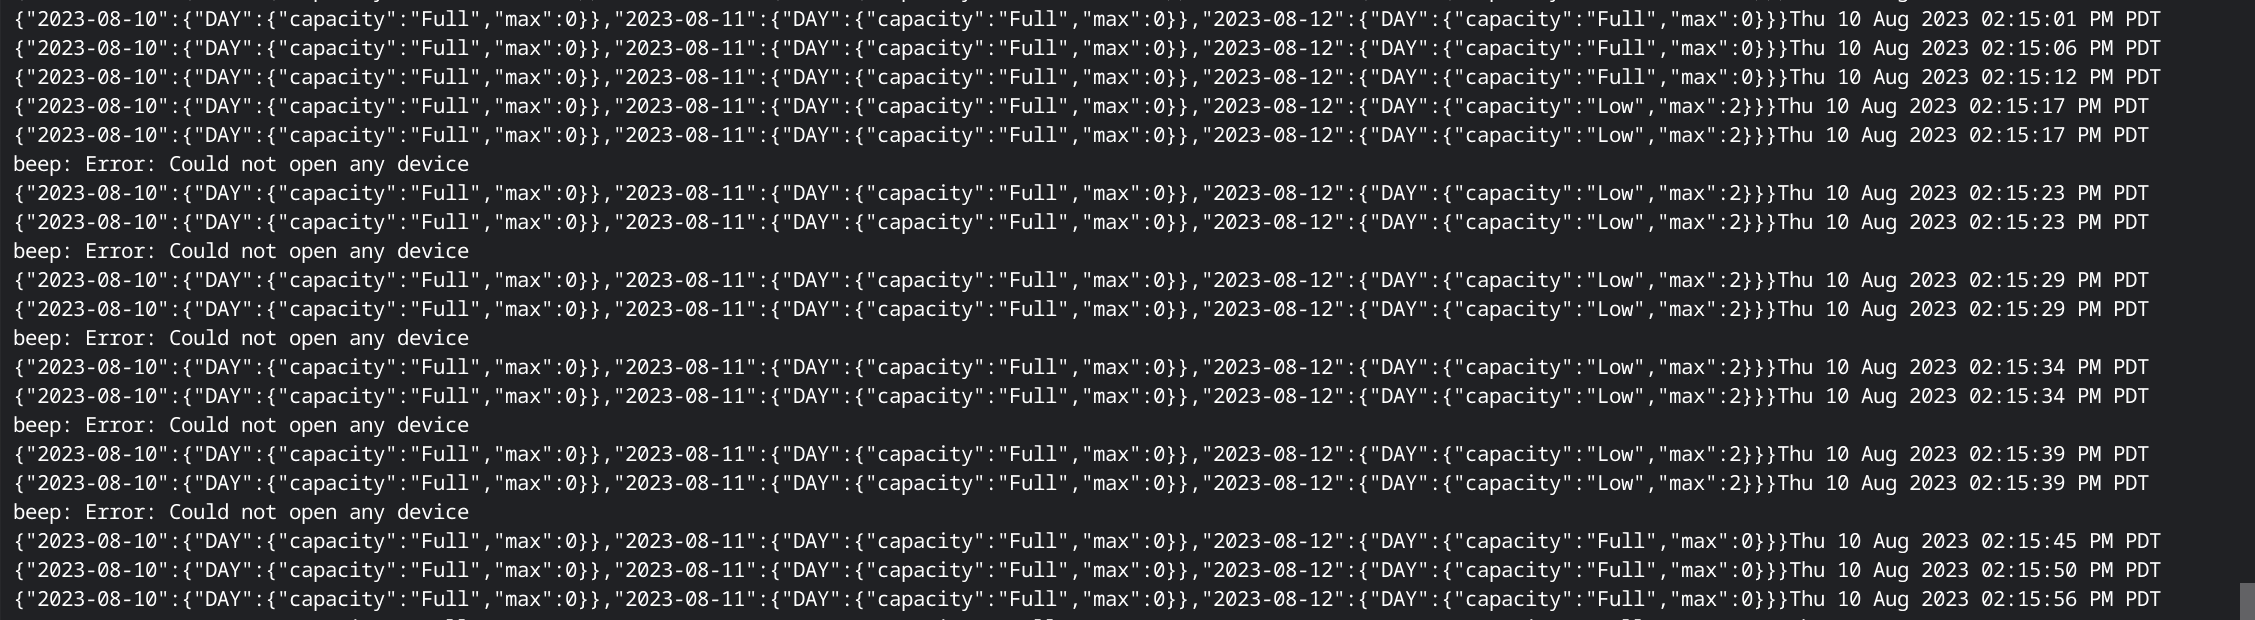 {"2023-08-10":{"DAY":{"capacity":"Full","max":0}},"2023-08-11":{"DAY":{"capacity":"Full","max":0}},"2023-08-12":{"DAY":{"capacity":"Full","max":0}}}Thu 10 Aug 2023 02:15:01 PM PDT
{"2023-08-10":{"DAY":{"capacity":"Full","max":0}},"2023-08-11":{"DAY":{"capacity":"Full","max":0}},"2023-08-12":{"DAY":{"capacity":"Full","max":0}}}Thu 10 Aug 2023 02:15:06 PM PDT
{"2023-08-10":{"DAY":{"capacity":"Full","max":0}},"2023-08-11":{"DAY":{"capacity":"Full","max":0}},"2023-08-12":{"DAY":{"capacity":"Full","max":0}}}Thu 10 Aug 2023 02:15:12 PM PDT
{"2023-08-10":{"DAY":{"capacity":"Full","max":0}},"2023-08-11":{"DAY":{"capacity":"Full","max":0}},"2023-08-12":{"DAY":{"capacity":"Low","max":2}}}Thu 10 Aug 2023 02:15:17 PM PDT
{"2023-08-10":{"DAY":{"capacity":"Full","max":0}},"2023-08-11":{"DAY":{"capacity":"Full","max":0}},"2023-08-12":{"DAY":{"capacity":"Low","max":2}}}Thu 10 Aug 2023 02:15:17 PM PDT
beep: Error: Could not open any device
{"2023-08-10":{"DAY":{"capacity":"Full","max":0}},"2023-08-11":{"DAY":{"capacity":"Full","max":0}},"2023-08-12":{"DAY":{"capacity":"Low","max":2}}}Thu 10 Aug 2023 02:15:23 PM PDT
{"2023-08-10":{"DAY":{"capacity":"Full","max":0}},"2023-08-11":{"DAY":{"capacity":"Full","max":0}},"2023-08-12":{"DAY":{"capacity":"Low","max":2}}}Thu 10 Aug 2023 02:15:23 PM PDT
beep: Error: Could not open any device
{"2023-08-10":{"DAY":{"capacity":"Full","max":0}},"2023-08-11":{"DAY":{"capacity":"Full","max":0}},"2023-08-12":{"DAY":{"capacity":"Low","max":2}}}Thu 10 Aug 2023 02:15:29 PM PDT
{"2023-08-10":{"DAY":{"capacity":"Full","max":0}},"2023-08-11":{"DAY":{"capacity":"Full","max":0}},"2023-08-12":{"DAY":{"capacity":"Low","max":2}}}Thu 10 Aug 2023 02:15:29 PM PDT
beep: Error: Could not open any device
{"2023-08-10":{"DAY":{"capacity":"Full","max":0}},"2023-08-11":{"DAY":{"capacity":"Full","max":0}},"2023-08-12":{"DAY":{"capacity":"Low","max":2}}}Thu 10 Aug 2023 02:15:34 PM PDT
{"2023-08-10":{"DAY":{"capacity":"Full","max":0}},"2023-08-11":{"DAY":{"capacity":"Full","max":0}},"2023-08-12":{"DAY":{"capacity":"Low","max":2}}}Thu 10 Aug 2023 02:15:34 PM PDT
beep: Error: Could not open any device
{"2023-08-10":{"DAY":{"capacity":"Full","max":0}},"2023-08-11":{"DAY":{"capacity":"Full","max":0}},"2023-08-12":{"DAY":{"capacity":"Low","max":2}}}Thu 10 Aug 2023 02:15:39 PM PDT
{"2023-08-10":{"DAY":{"capacity":"Full","max":0}},"2023-08-11":{"DAY":{"capacity":"Full","max":0}},"2023-08-12":{"DAY":{"capacity":"Low","max":2}}}Thu 10 Aug 2023 02:15:39 PM PDT
beep: Error: Could not open any device
{"2023-08-10":{"DAY":{"capacity":"Full","max":0}},"2023-08-11":{"DAY":{"capacity":"Full","max":0}},"2023-08-12":{"DAY":{"capacity":"Full","max":0}}}Thu 10 Aug 2023 02:15:45 PM PDT
{"2023-08-10":{"DAY":{"capacity":"Full","max":0}},"2023-08-11":{"DAY":{"capacity":"Full","max":0}},"2023-08-12":{"DAY":{"capacity":"Full","max":0}}}Thu 10 Aug 2023 02:15:50 PM PDT
{"2023-08-10":{"DAY":{"capacity":"Full","max":0}},"2023-08-11":{"DAY":{"capacity":"Full","max":0}},"2023-08-12":{"DAY":{"capacity":"Full","max":0}}}Thu 10 Aug 2023 02:15:56 PM PDT